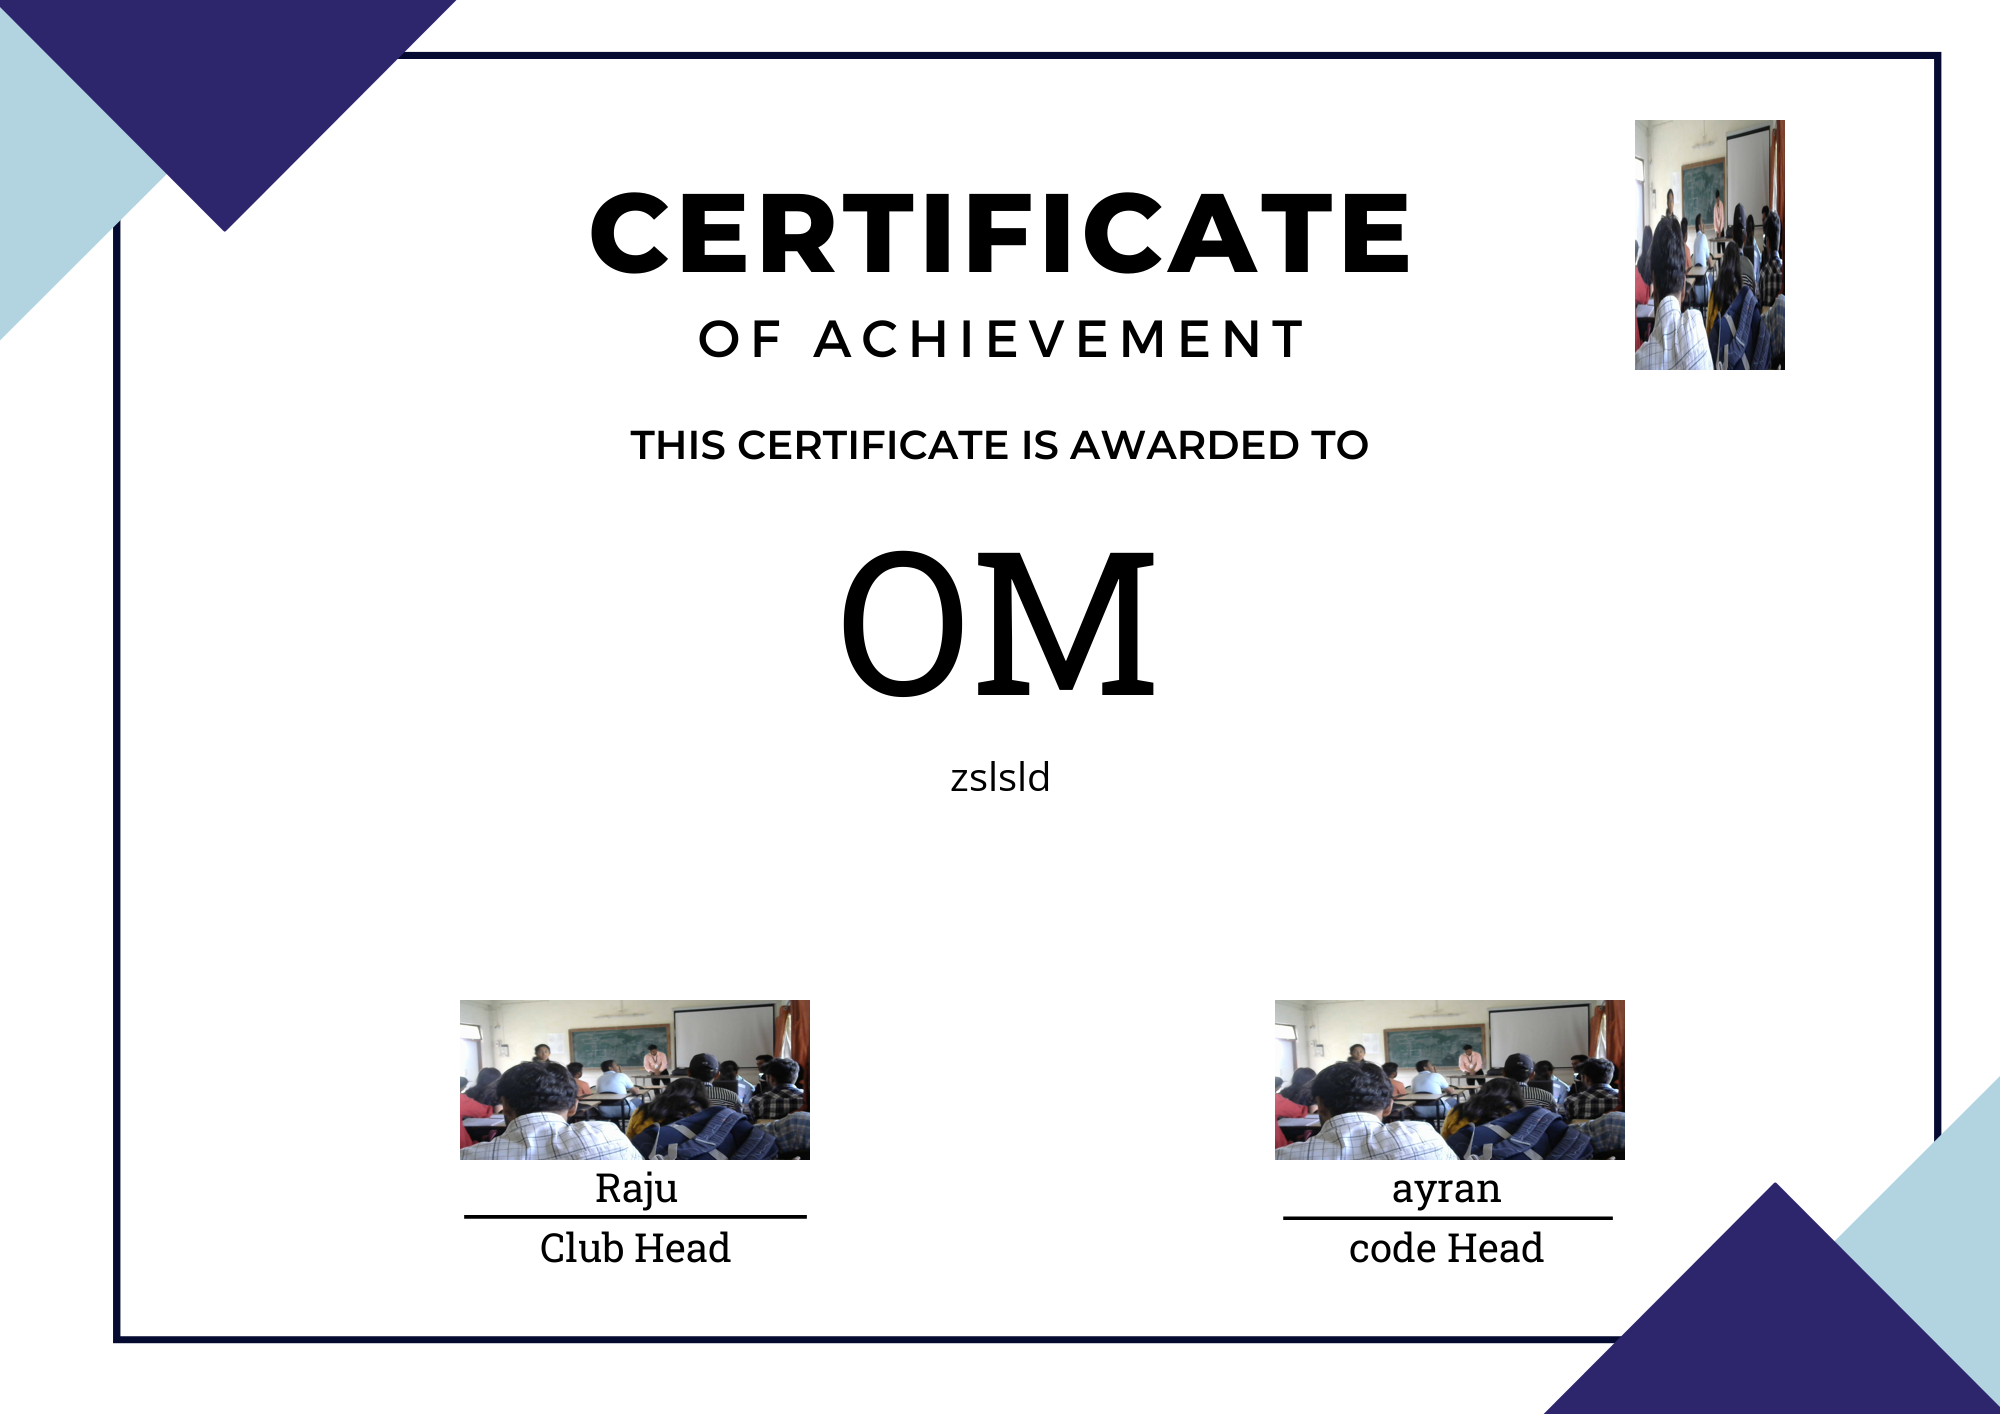 CERTIFICATE
OF ACHIEVEMENT
THIS CERTIFICATE IS AWARDED TO
OM
zslsld
Raju
Club Head
ayran
code Head